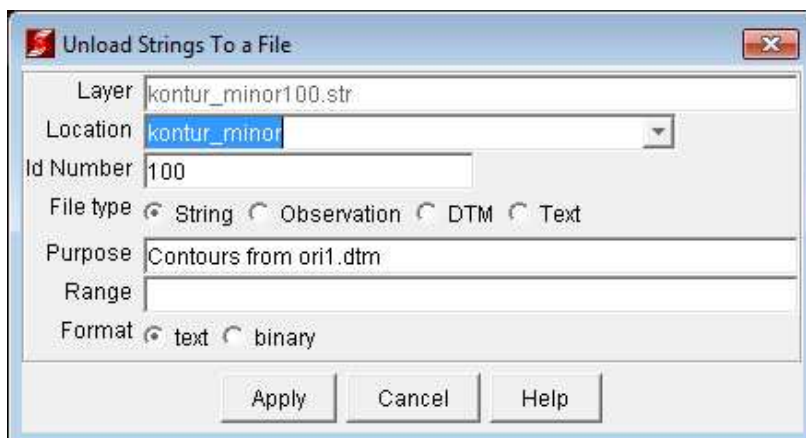 Unload Strings To a File
Layer kontur_minor100.str
Location kontur_minor
Id Number 100
File type String Observation DTM Text
Purpose Contours from ori1.dtm
Range
Format text binary
Apply Cancel Help